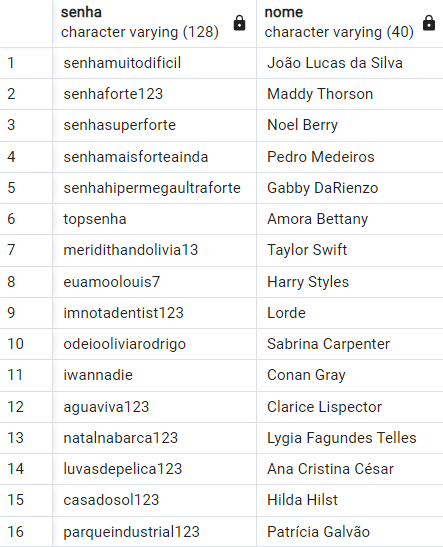 senha nome
character varying (128) character varying (40)
1 senhamuitodificil João Lucas da Silva
2 senhaforte123 Maddy Thorson
3 senhasuperforte Noel Berry
4 senhamaisforteainda Pedro Medeiros
5 senhahipermegaultraforte Gabby DaRienzo
6 topsenha Amora Bettany
7 meridithandolivia13 Taylor Swift
8 euamoolouis7 Harry Styles
9 imnotadentist123 Lorde
10 odeiooliviarodrigo Sabrina Carpenter
11 iwannadie Conan Gray
12 aguaviva123 Clarice Lispector
13 natalnabarca123 Lygia Fagundes Telles
14 luvasdepelica123 Ana Cristina César
15 casadosol123 Hilda Hilst
16 parqueindustrial123 Patrícia Galvão